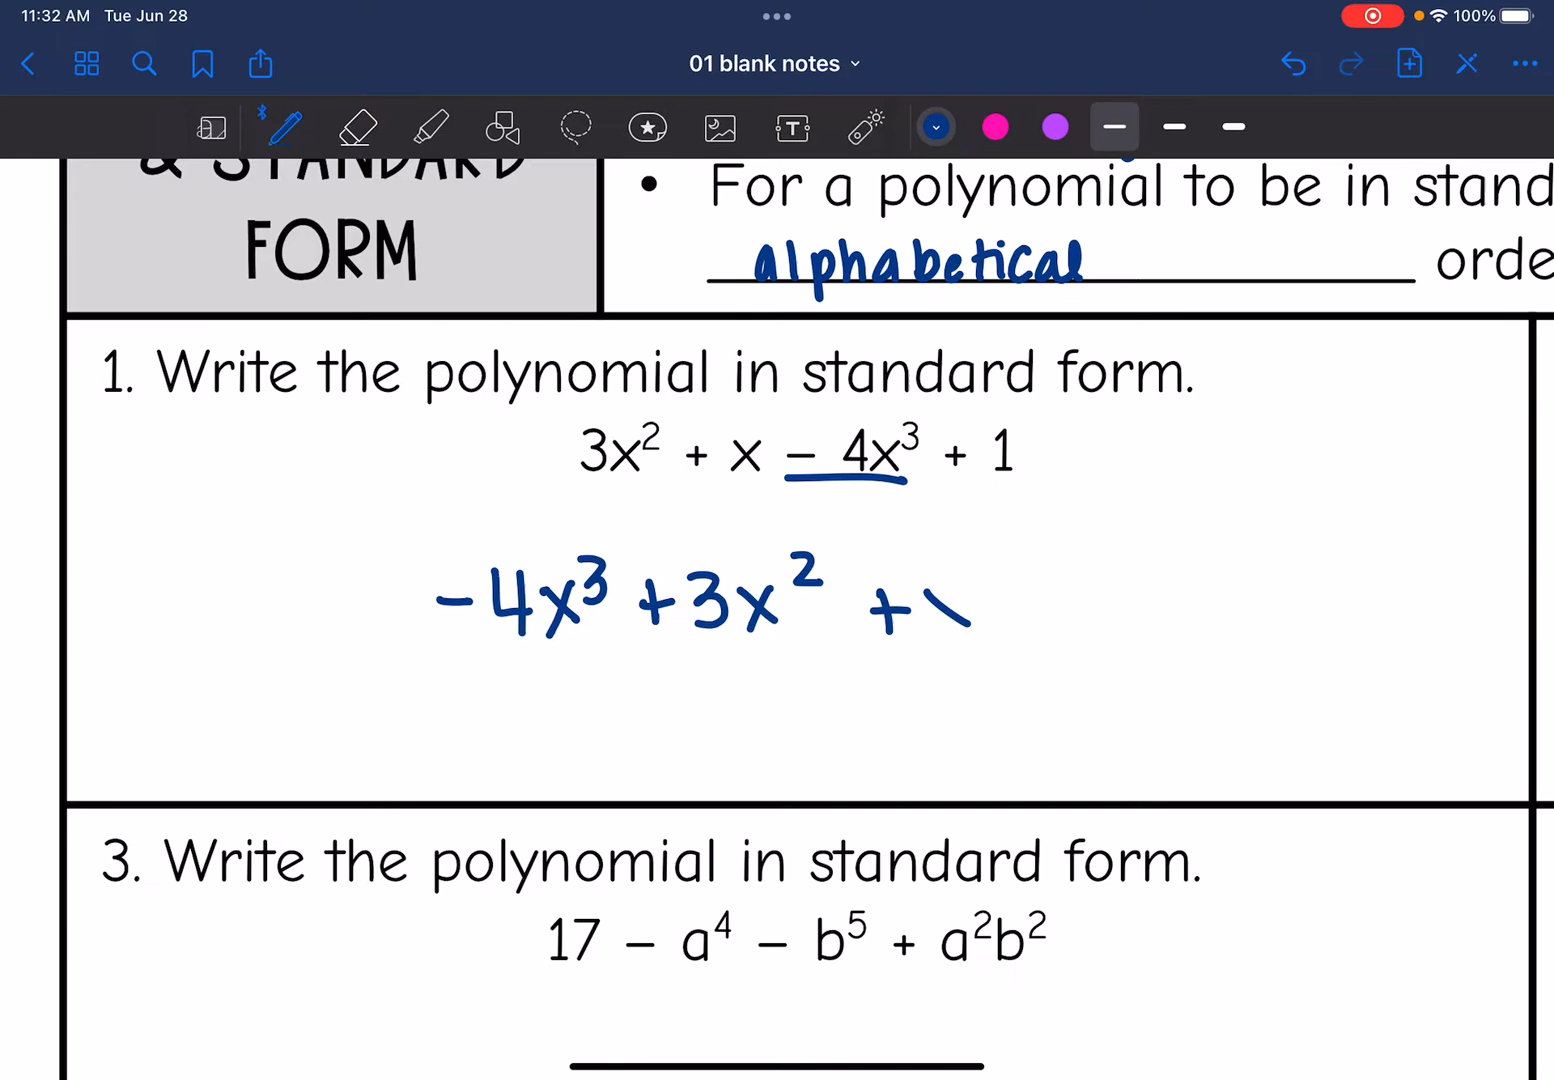 11:32 AM Tue Jun 28
100%
01 blank notes
T
& STANDARD
FORM
• For a polynomial to be in stand
alphabetical orde
1. Write the polynomial in standard form.
3x² + x – 4x³ + 1
-4x³ +3x² +
3. Write the polynomial in standard form.
17 – a⁴ – b⁵ + a²b²